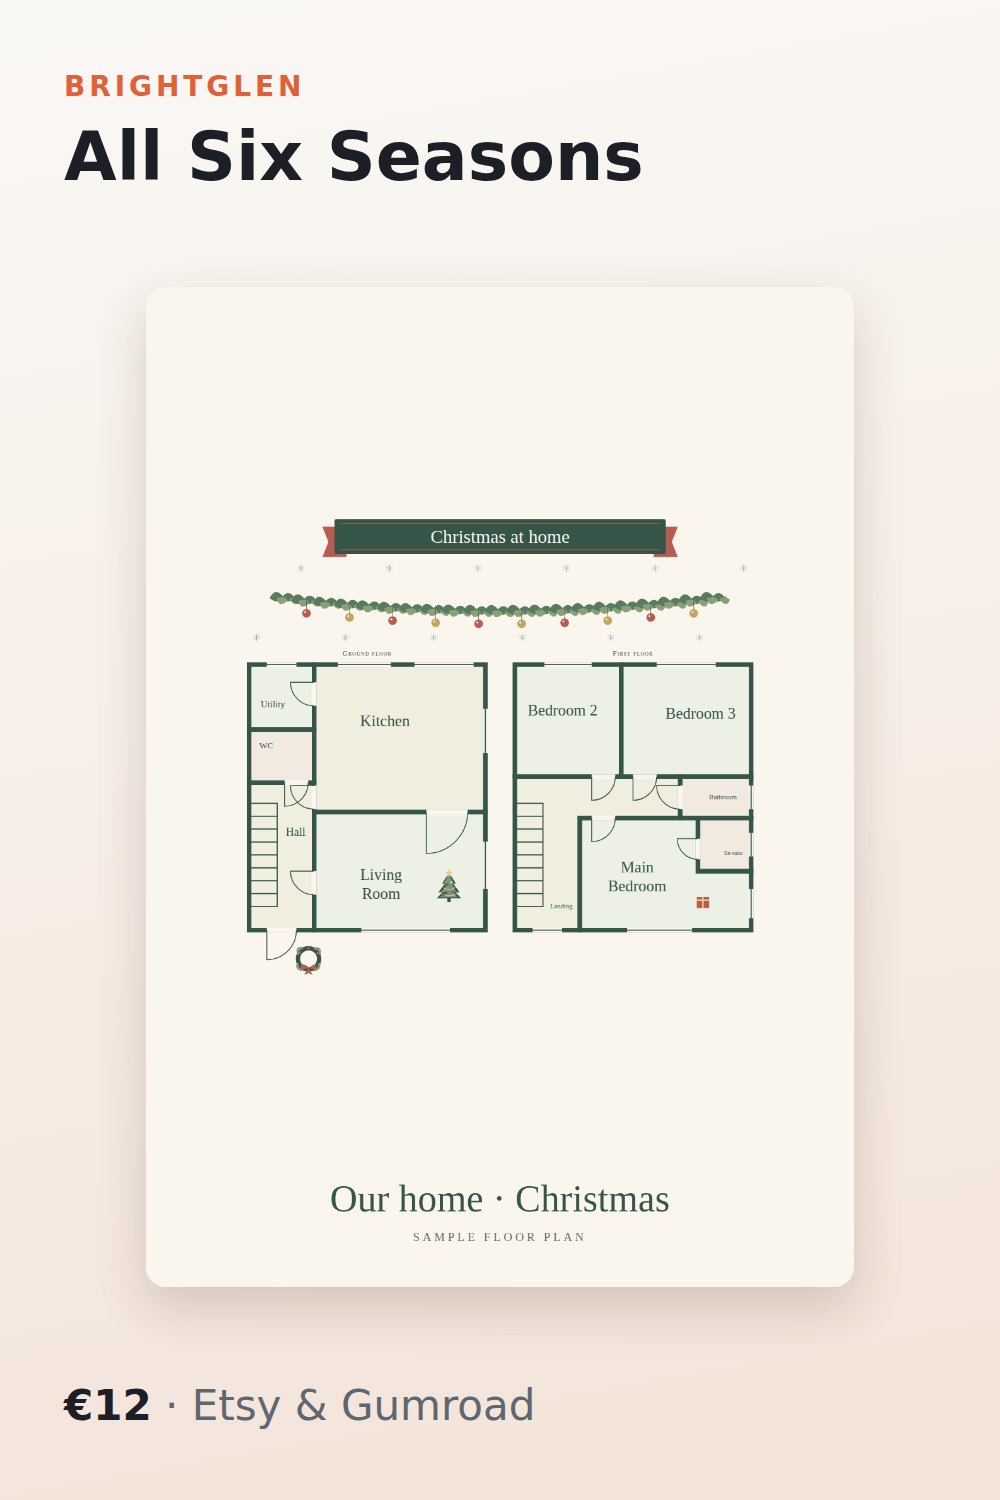 BRIGHTGLEN
All Six Seasons
Christmas at home
Ground floor
First floor
Utility
WC
Kitchen
Hall
Living
Room
Bedroom 2
Bedroom 3
Bathroom
En-suite
Main
Bedroom
Landing
Our home · Christmas
SAMPLE FLOOR PLAN
€12 · Etsy & Gumroad